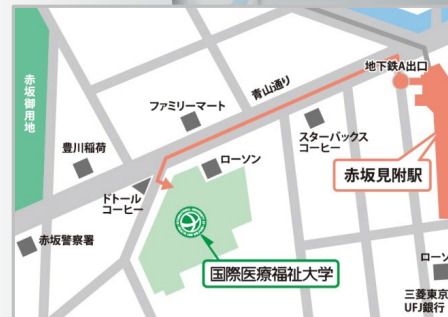 地下鉄A出口
青山通り
赤坂御用地
ファミリーマート
スターバックス
コーヒー
豊川稲荷
ローソン
赤坂見附駅
ドトール
コーヒー
赤坂警察署
国際医療福祉大学
ローソ
三菱東京
UFJ銀行